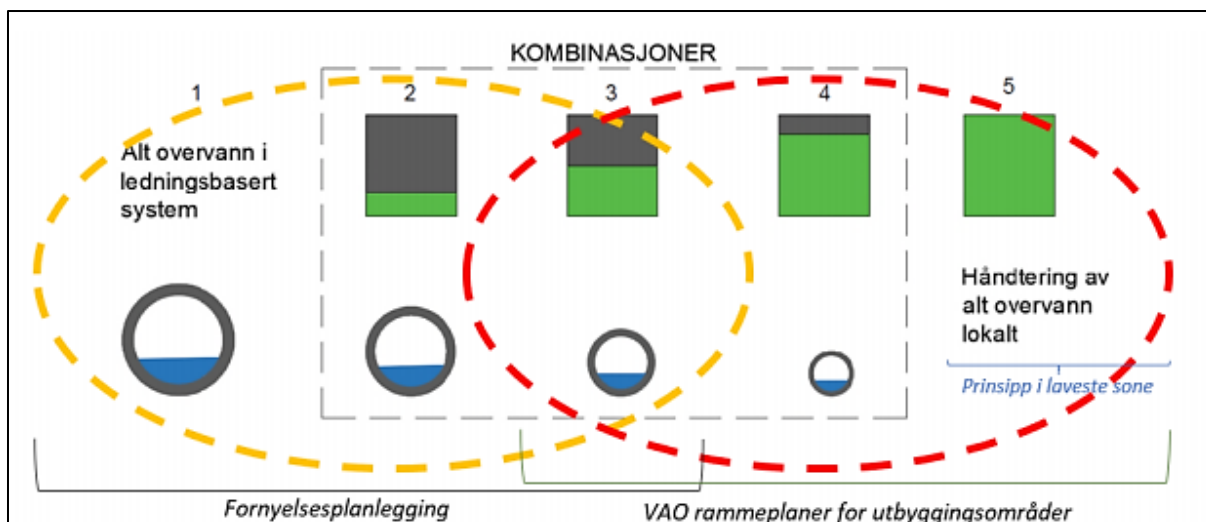 KOMBINASJONER
1
2
3
4
5
Alt overvann i
ledningsbasert
system
Håndtering av
alt overvann
lokalt
Prinsipp i laveste sone
Fornyelsesplanlegging
VAO rammeplaner for utbyggingsområder